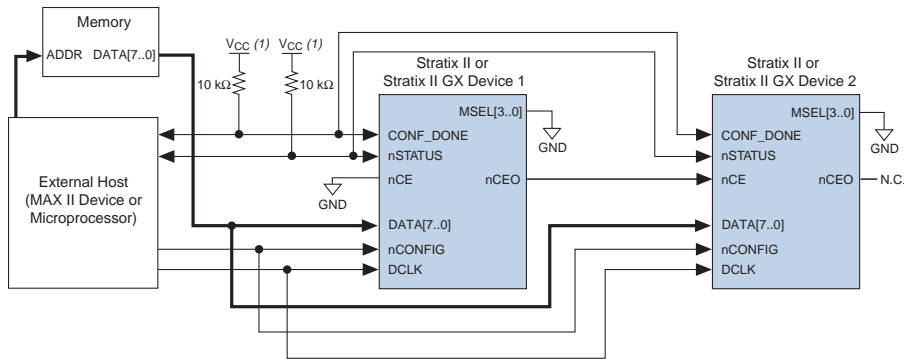 Memory
ADDR DATA[7..0]
VCC (1) VCC (1)
10 kΩ 10 kΩ
Stratix II or
Stratix II GX Device 1
Stratix II or
Stratix II GX Device 2
External Host
(MAX II Device or
Microprocessor)
MSEL[3..0]
CONF_DONE
nSTATUS
nCE nCEO
DATA[7..0]
nCONFIG
DCLK
GND
GND
MSEL[3..0]
CONF_DONE
nSTATUS
nCE nCEO
DATA[7..0]
nCONFIG
DCLK
GND
N.C.